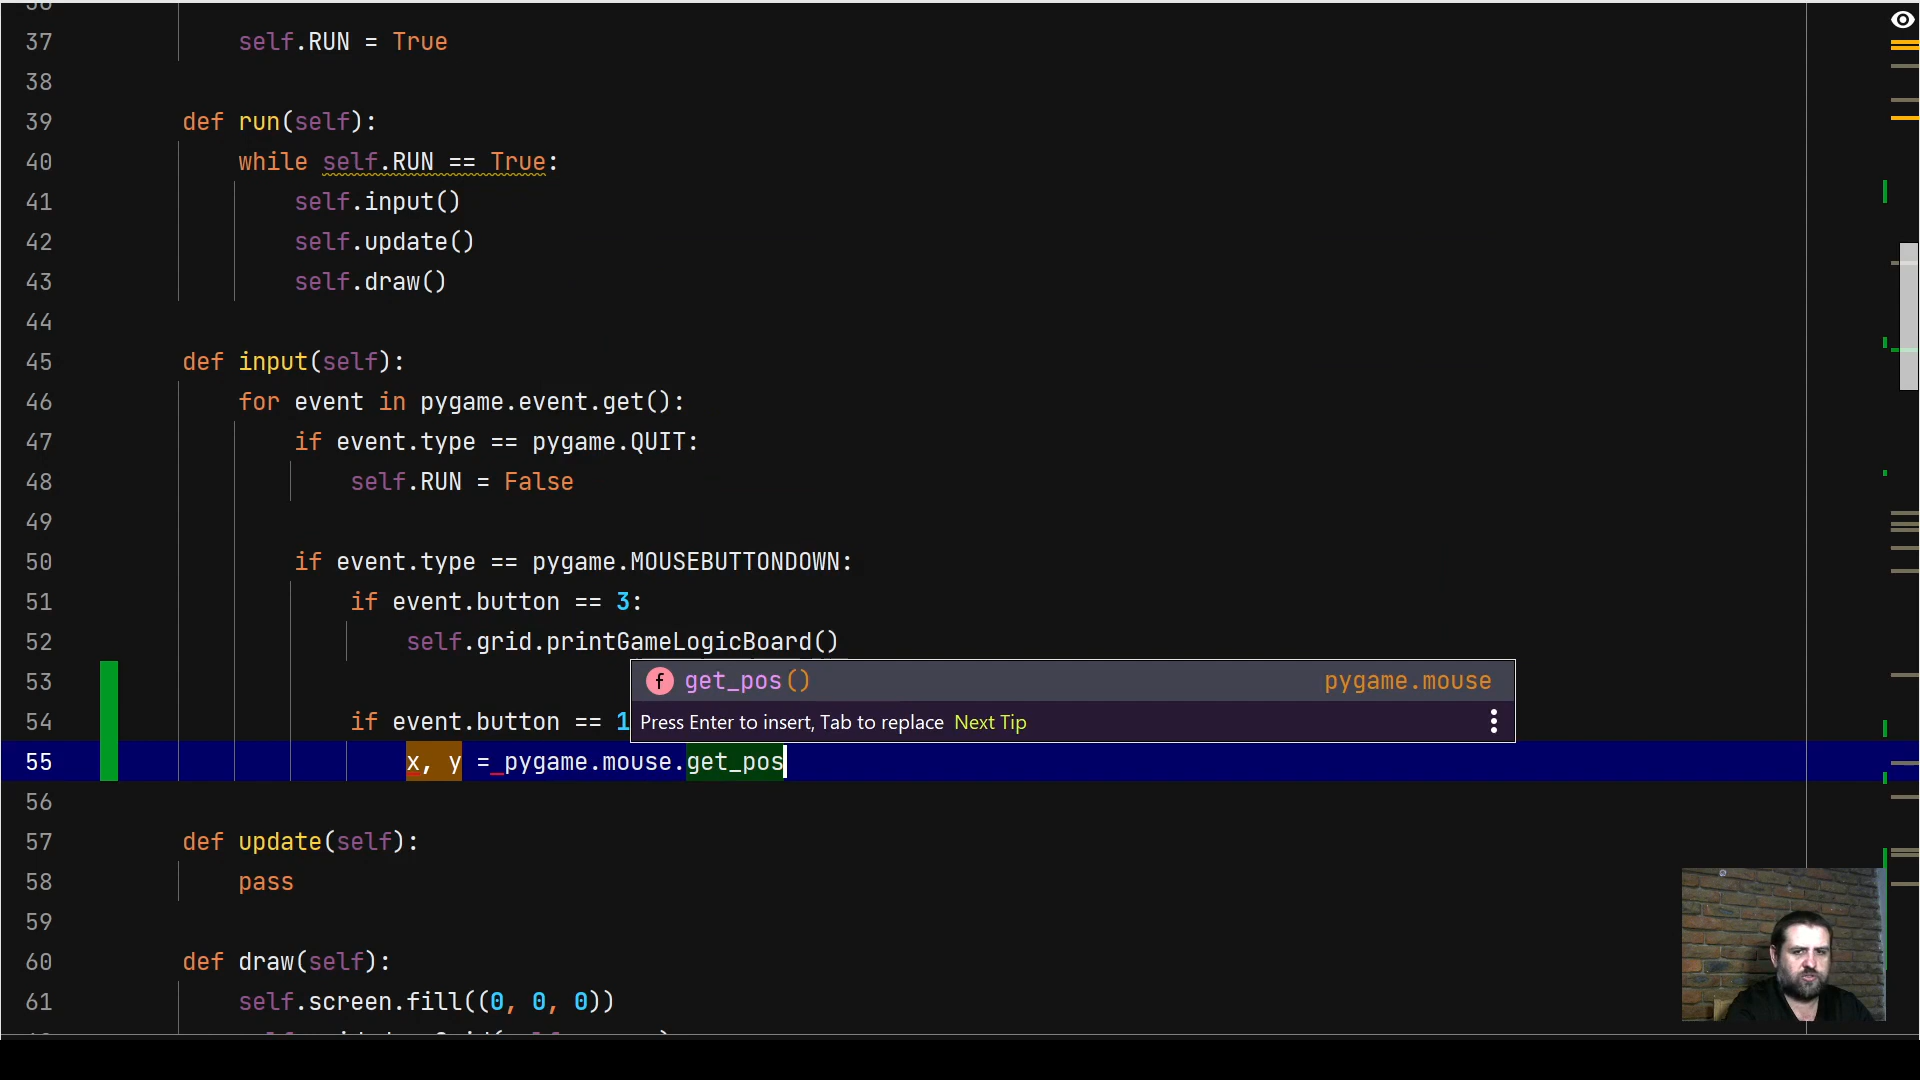 37 self.RUN = True
38
39 def run(self):
40 while self.RUN == True:
41 self.input()
42 self.update()
43 self.draw()
44
45 def input(self):
46 for event in pygame.event.get():
47 if event.type == pygame.QUIT:
48 self.RUN = False
49
50 if event.type == pygame.MOUSEBUTTONDOWN:
51 if event.button == 3:
52 self.grid.printGameLogicBoard()
53
f get_pos() pygame.mouse
54 if event.button == 1
Press Enter to insert, Tab to replace Next Tip
55 x, y = pygame.mouse.get_pos
56
57 def update(self):
58 pass
59
60 def draw(self):
61 self.screen.fill((0, 0, 0))